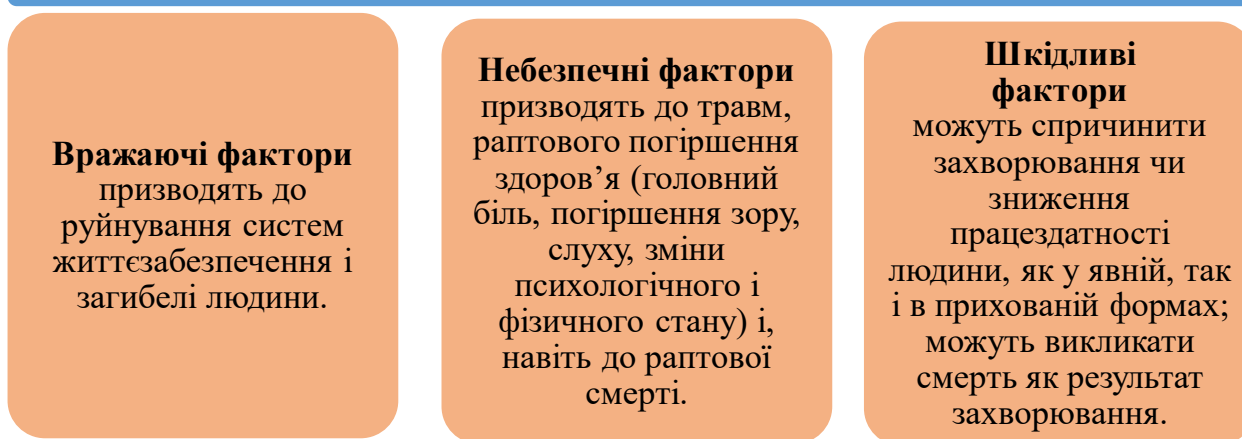 Вражаючі фактори
призводять до
руйнування систем
життєзабезпечення і
загибелі людини.
Небезпечні фактори
призводять до травм,
раптового погіршення
здоров’я (головний
біль, погіршення зору,
слуху, зміни
психологічного і
фізичного стану) і,
навіть до раптової
смерті.
Шкідливі
фактори
можуть спричинити
захворювання чи
зниження
працездатності
людини, як у явній, так
і в прихованій формах;
можуть викликати
смерть як результат
захворювання.